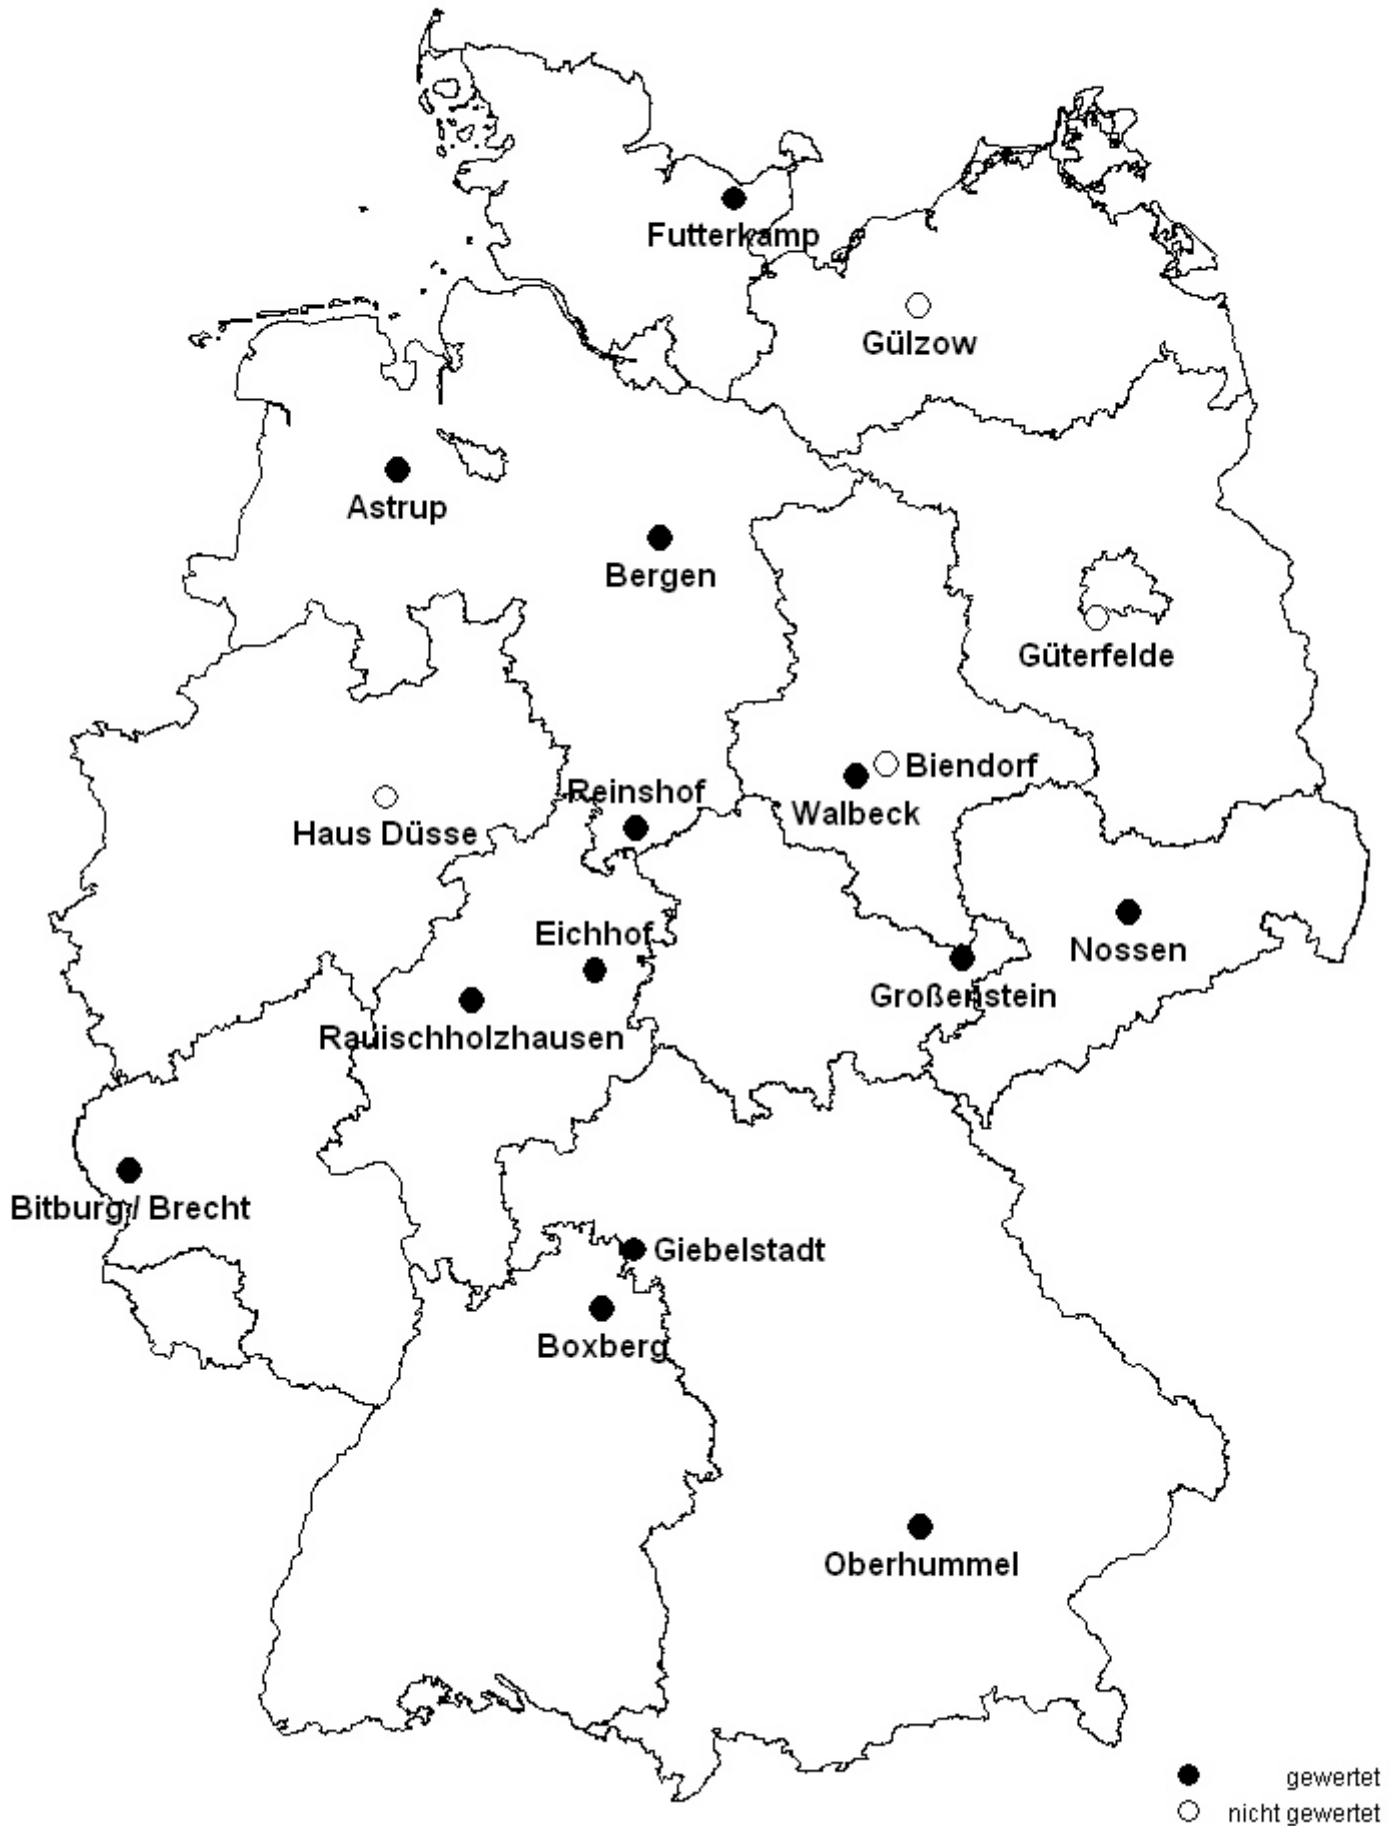 Futterkamp
Gülzow
Astrup
Bergen
Güterfelde
Biendorf
Reinshof
Walbeck
Haus Düsse
Eichhof
Nossen
Großenstein
Rauischholzhausen
Bitburg / Brecht
Giebelstadt
Boxberg
Oberhummel
gewertet
nicht gewertet